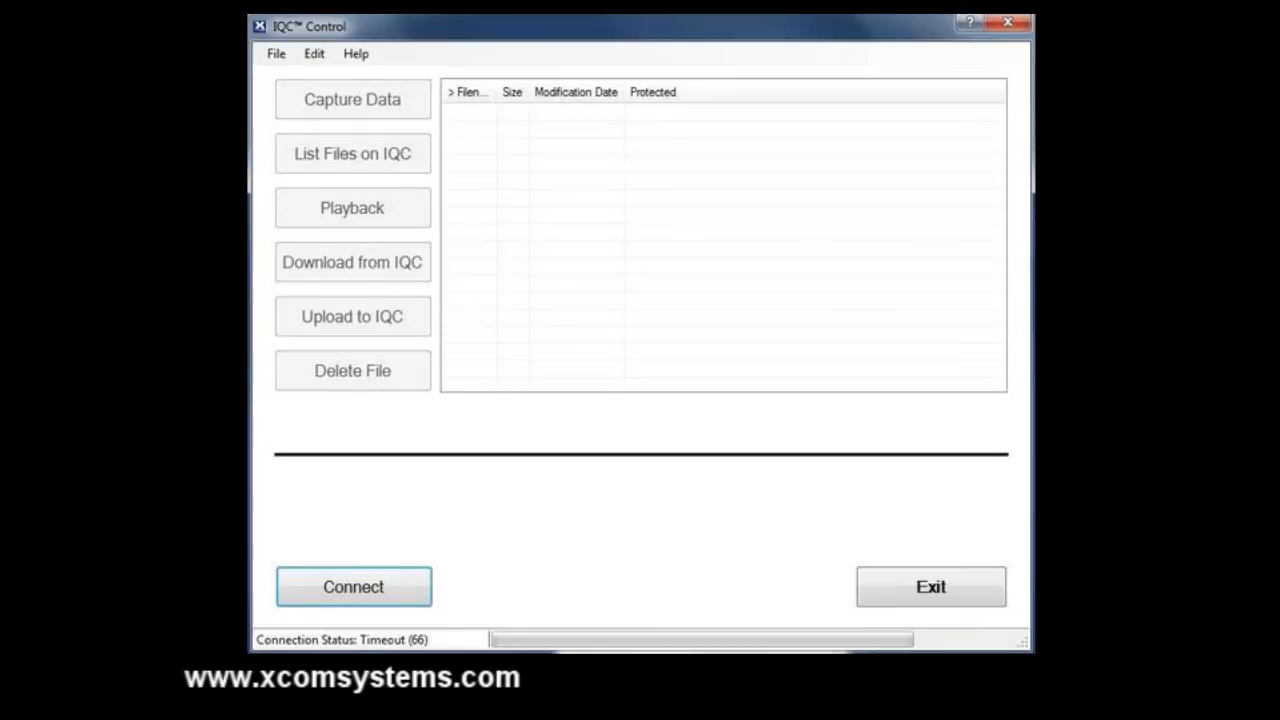 IQC™ Control
?
File Edit Help
Capture Data
List Files on IQC
Playback
Download from IQC
Upload to IQC
Delete File
> Filen... Size Modification Date Protected
Connect
Exit
Connection Status: Timeout (66)
www.xcomsystems.com